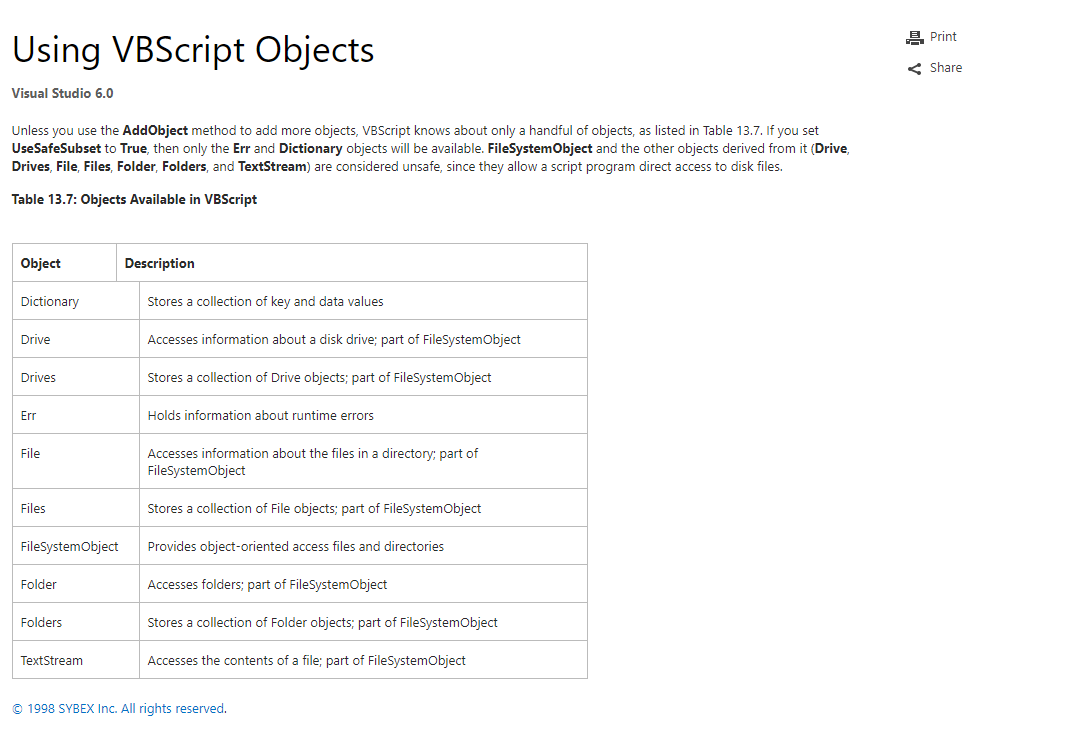 Using VBScript Objects
Print
Share
Visual Studio 6.0
Unless you use the AddObject method to add more objects, VBScript knows about only a handful of objects, as listed in Table 13.7. If you set
UseSafeSubset to True, then only the Err and Dictionary objects will be available. FileSystemObject and the other objects derived from it (Drive,
Drives, File, Files, Folder, Folders, and TextStream) are considered unsafe, since they allow a script program direct access to disk files.
Table 13.7: Objects Available in VBScript
Object Description
Dictionary Stores a collection of key and data values
Drive Accesses information about a disk drive; part of FileSystemObject
Drives Stores a collection of Drive objects; part of FileSystemObject
Err Holds information about runtime errors
File Accesses information about the files in a directory; part of
FileSystemObject
Files Stores a collection of File objects; part of FileSystemObject
FileSystemObject Provides object-oriented access files and directories
Folder Accesses folders; part of FileSystemObject
Folders Stores a collection of Folder objects; part of FileSystemObject
TextStream Accesses the contents of a file; part of FileSystemObject
© 1998 SYBEX Inc. All rights reserved.